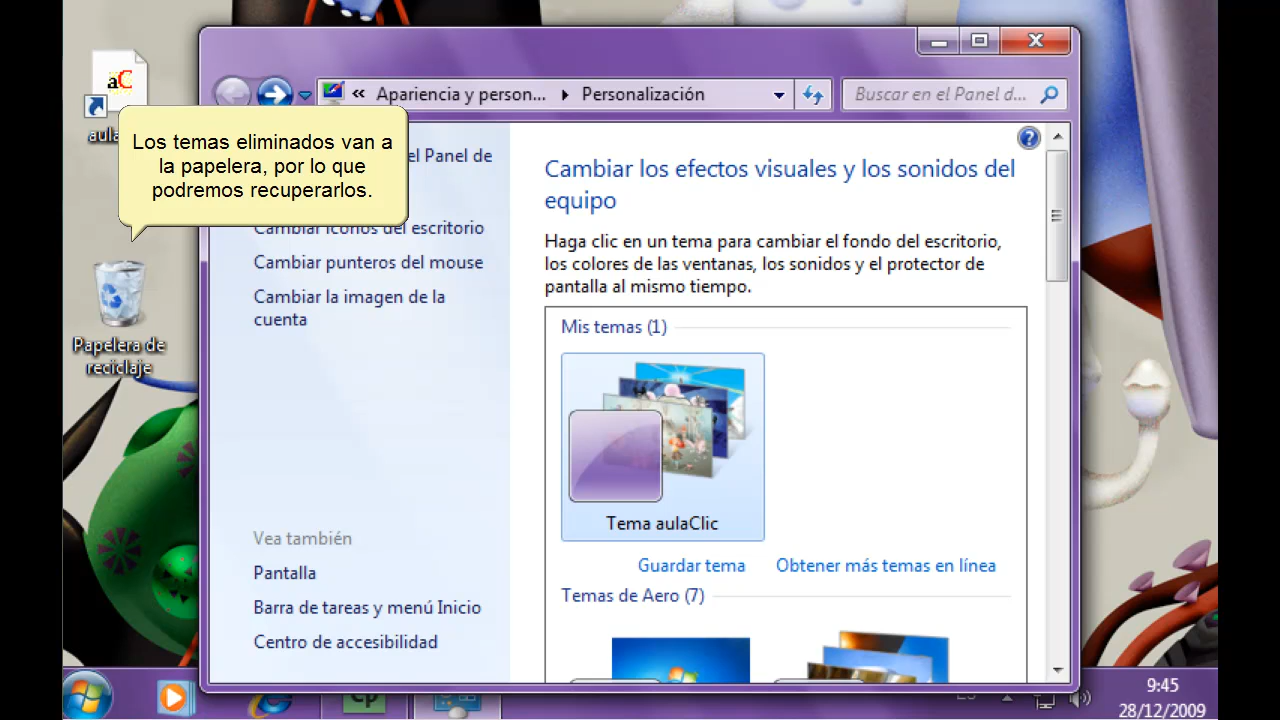 aC
aula
Los temas eliminados van a
la papelera, por lo que
podremos recuperarlos.
Papelera de
reciclaje
« Apariencia y person... Personalización
Buscar en el Panel d...
el Panel de
Cambiar iconos del escritorio
Cambiar punteros del mouse
Cambiar la imagen de la
cuenta
Vea también
Pantalla
Barra de tareas y menú Inicio
Centro de accesibilidad
Cambiar los efectos visuales y los sonidos del
equipo
Haga clic en un tema para cambiar el fondo del escritorio,
los colores de las ventanas, los sonidos y el protector de
pantalla al mismo tiempo.
Mis temas (1)
Tema aulaClic
Guardar tema Obtener más temas en línea
Temas de Aero (7)
ES
9:45
28/12/2009